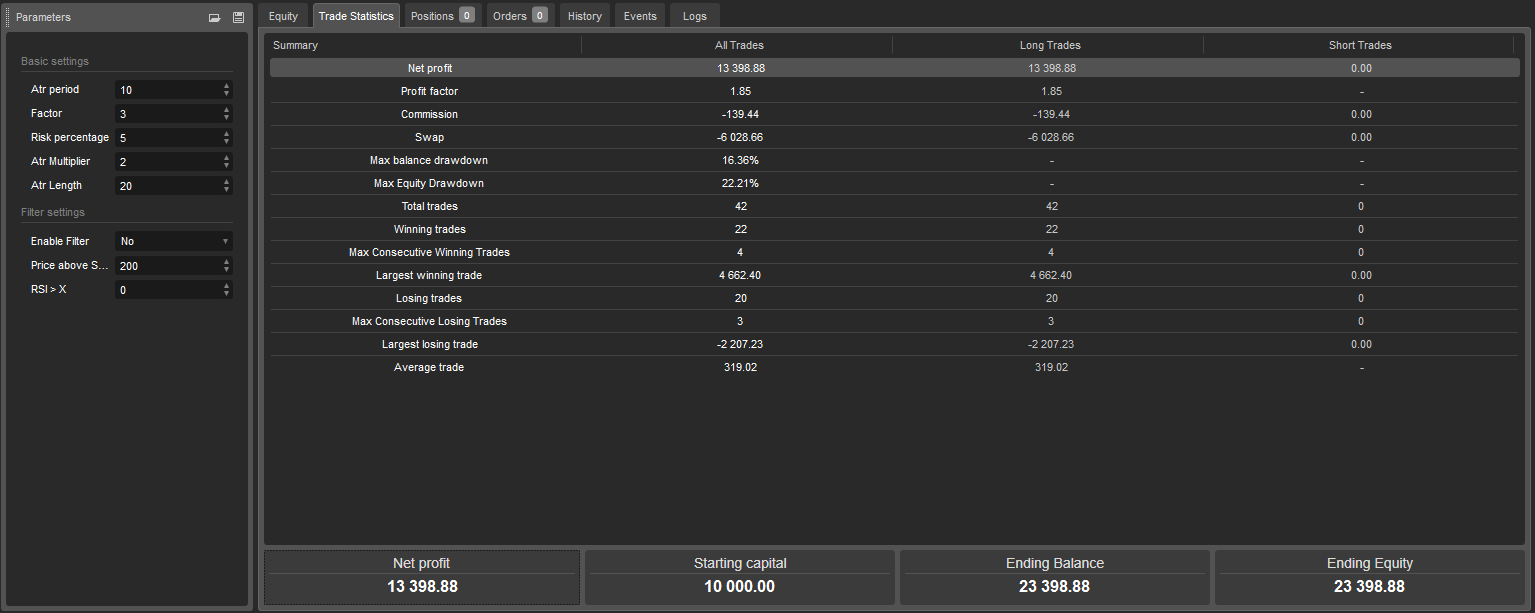 Parameters
Basic settings
Atr period 10
Factor 3
Risk percentage 5
Atr Multiplier 2
Atr Length 20
Filter settings
Enable Filter No
Price above S... 200
RSI > X 0
Equity Trade Statistics Positions 0 Orders 0 History Events Logs
Summary All Trades Long Trades Short Trades
Net profit 13 398.88 13 398.88 0.00
Profit factor 1.85 1.85 -
Commission -139.44 -139.44 0.00
Swap -6 028.66 -6 028.66 0.00
Max balance drawdown 16.36% - -
Max Equity Drawdown 22.21% - -
Total trades 42 42 0
Winning trades 22 22 0
Max Consecutive Winning Trades 4 4 0
Largest winning trade 4 662.40 4 662.40 0.00
Losing trades 20 20 0
Max Consecutive Losing Trades 3 3 0
Largest losing trade -2 207.23 -2 207.23 0.00
Average trade 319.02 319.02 -
Net profit Starting capital Ending Balance Ending Equity
13 398.88 10 000.00 23 398.88 23 398.88